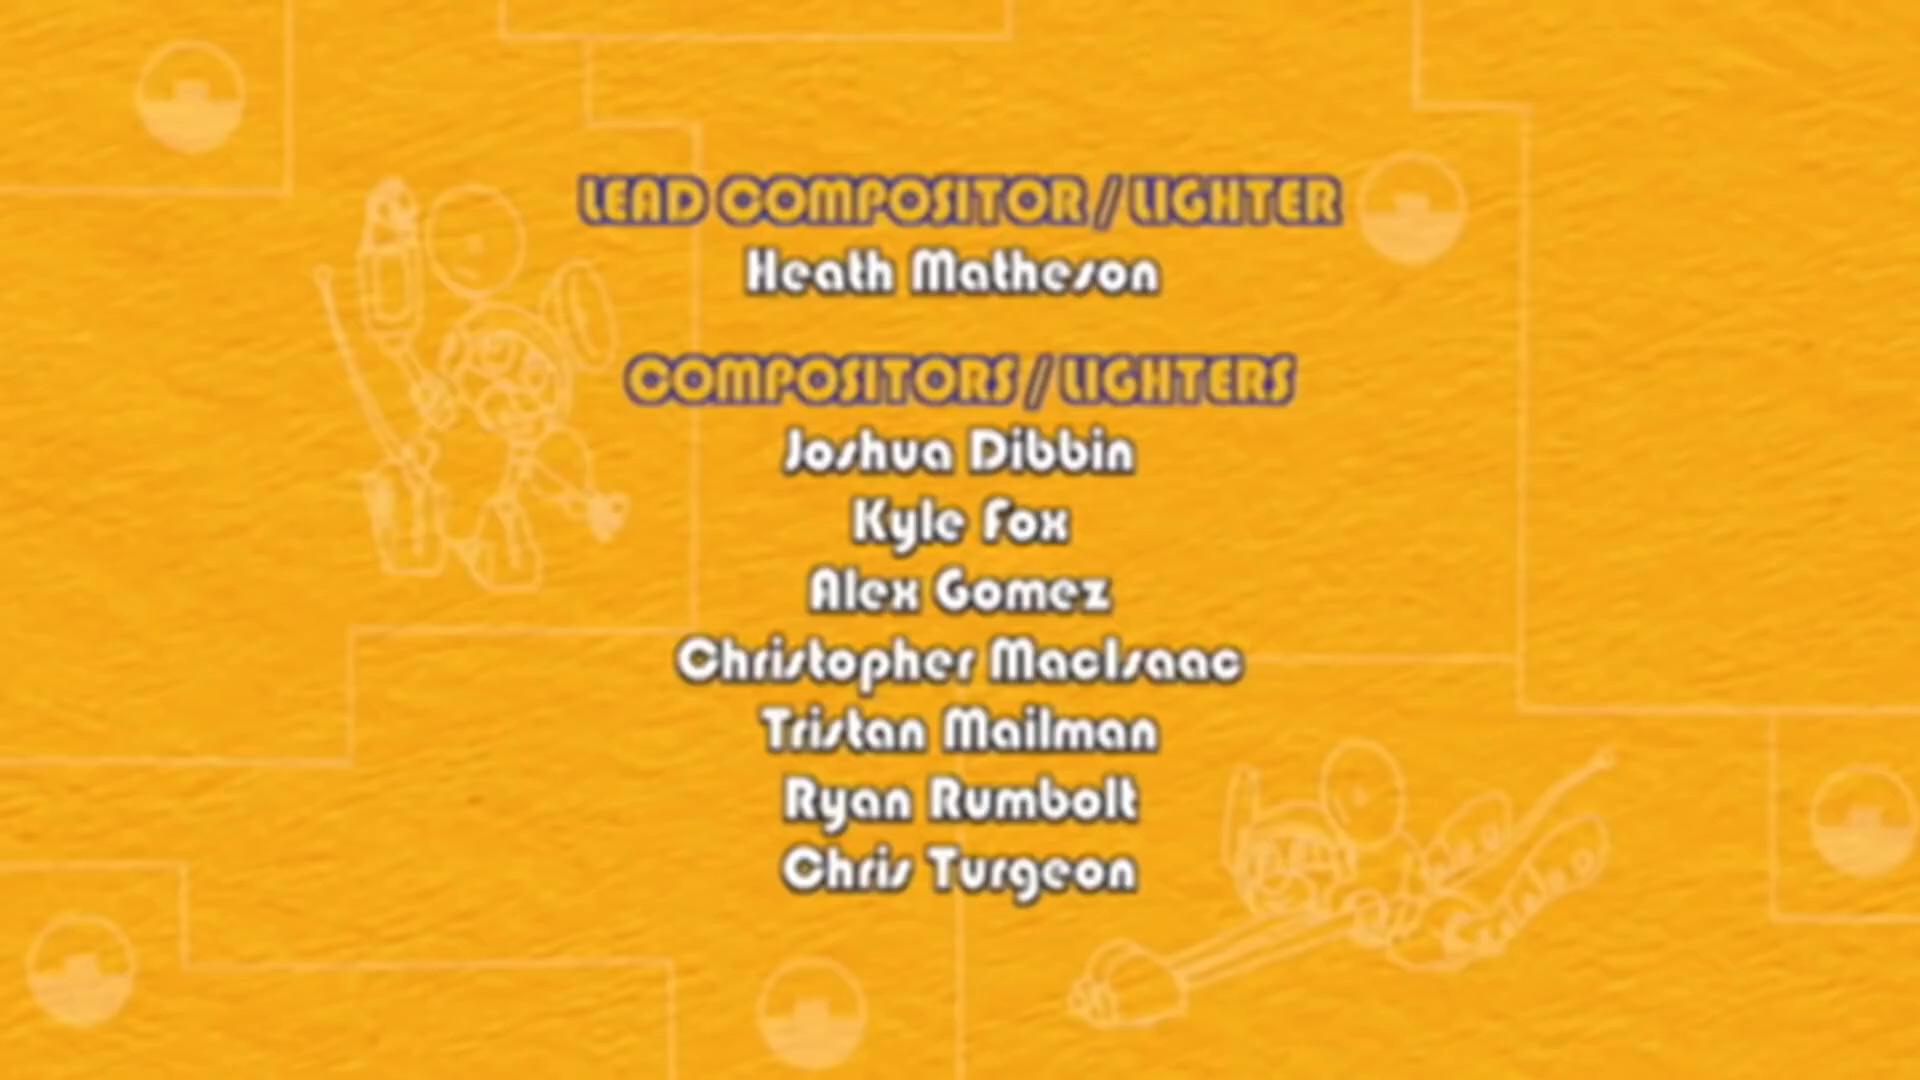 LEAD COMPOSITOR / LIGHTER
Heath Matheson
COMPOSITORS / LIGHTERS
Joshua Dibbin
Kyle Fox
Alex Gomez
Christopher MacIsaac
Tristan Mailman
Ryan Rumbolt
Chris Turgeon